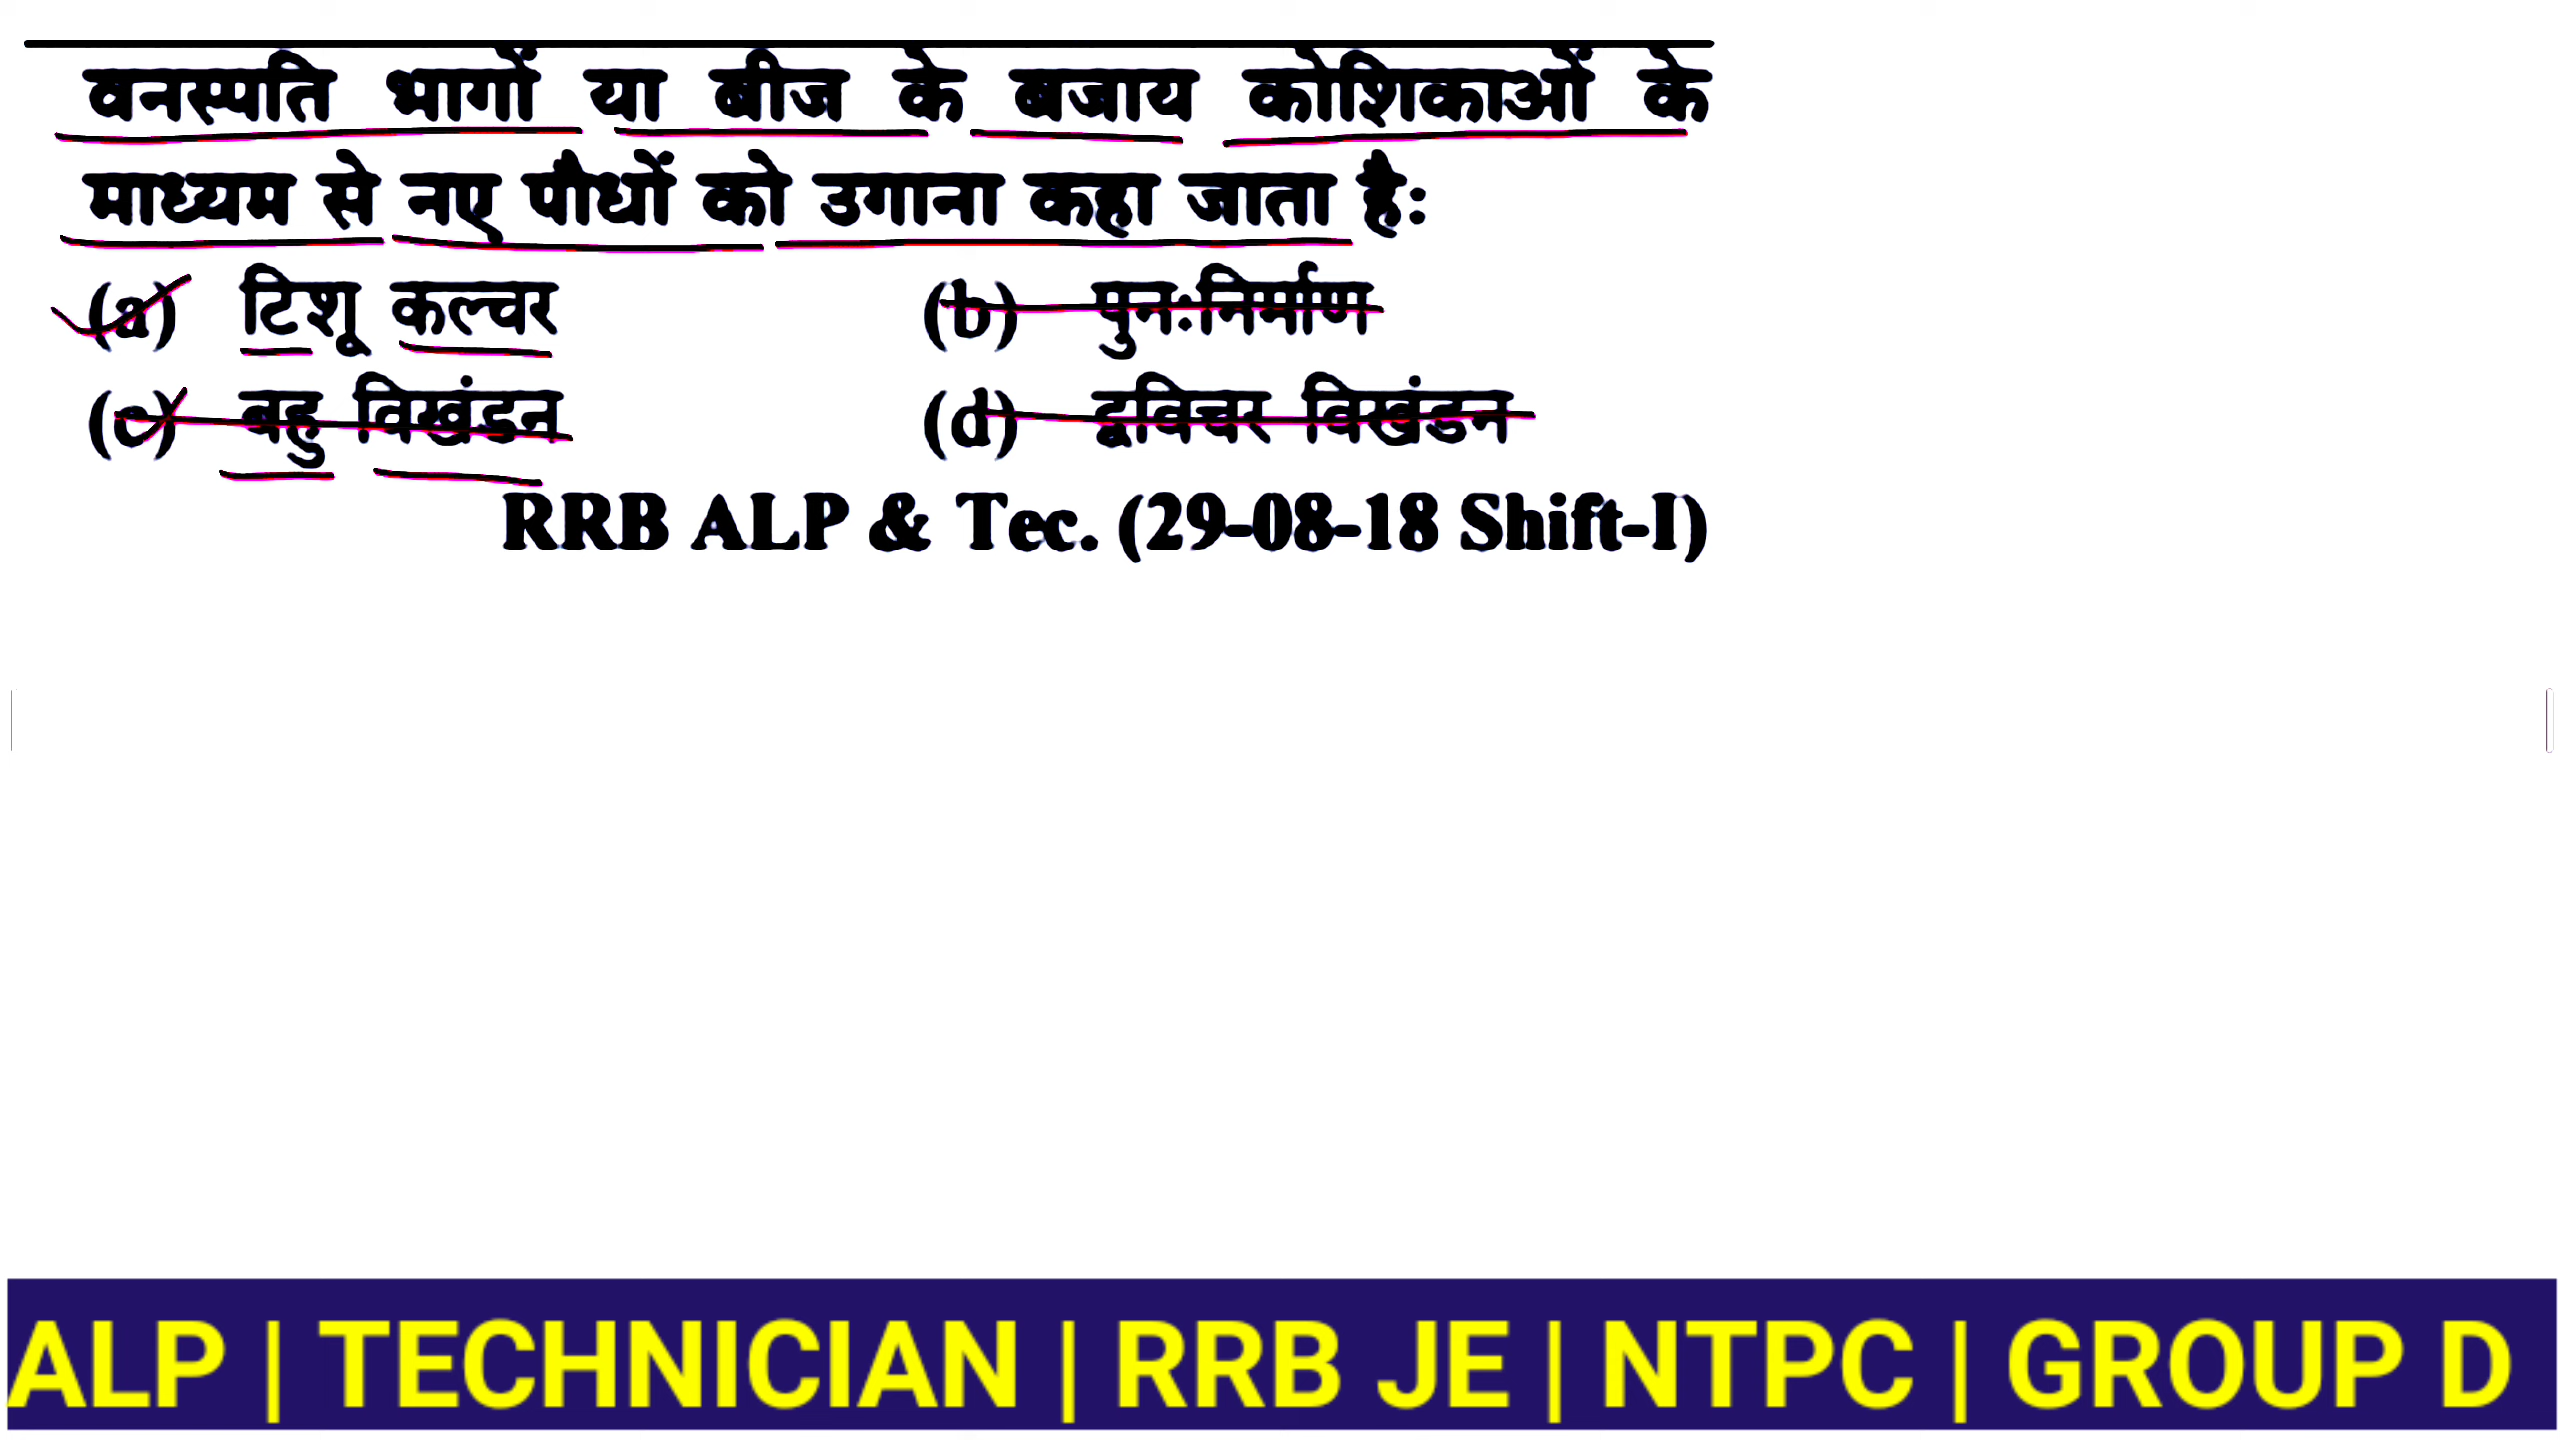 वनस्पति भागों या बीज के बजाय कोशिकाओं के
माध्यम से नए पौधों को उगाना कहा जाता है:
(a) टिशू कल्चर (b) पुन:निर्माण
(c) बहु विखंडन (d) द्वविचर विखंडन
RRB ALP & Tec. (29-08-18 Shift-I)
ALP | TECHNICIAN | RRB JE | NTPC | GROUP D